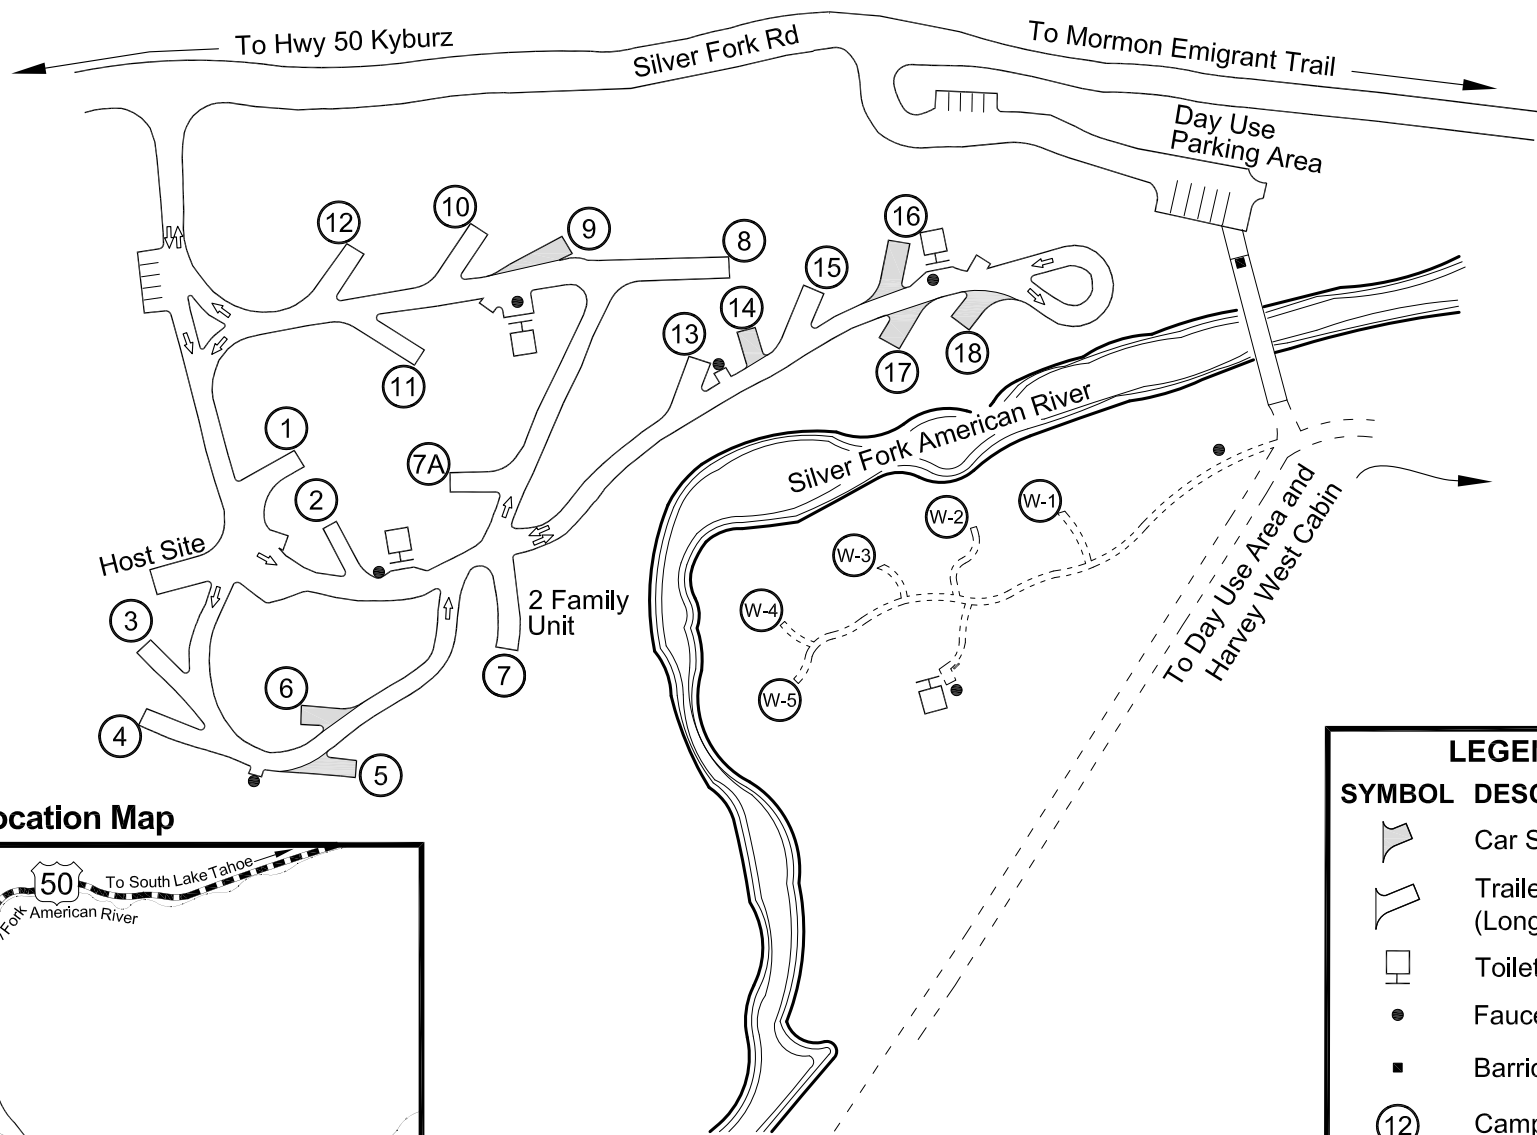 To Hwy 50 Kyburz
Silver Fork Rd
To Mormon Emigrant Trail
Day Use
Parking Area
12
10
9
8
16
15
14
13
17
18
11
1
7A
2
Silver Fork American River
Host Site
3
2 Family
Unit
7
6
4
5
W-1
W-2
W-3
W-4
W-5
To Day Use Area and
Harvey West Cabin
ocation Map
50
To South Lake Tahoe
Fork
American River
LEGE
SYMBOL DESC
Car S
Traile
(Long
Toilet
Fauce
Barric
12
Camp